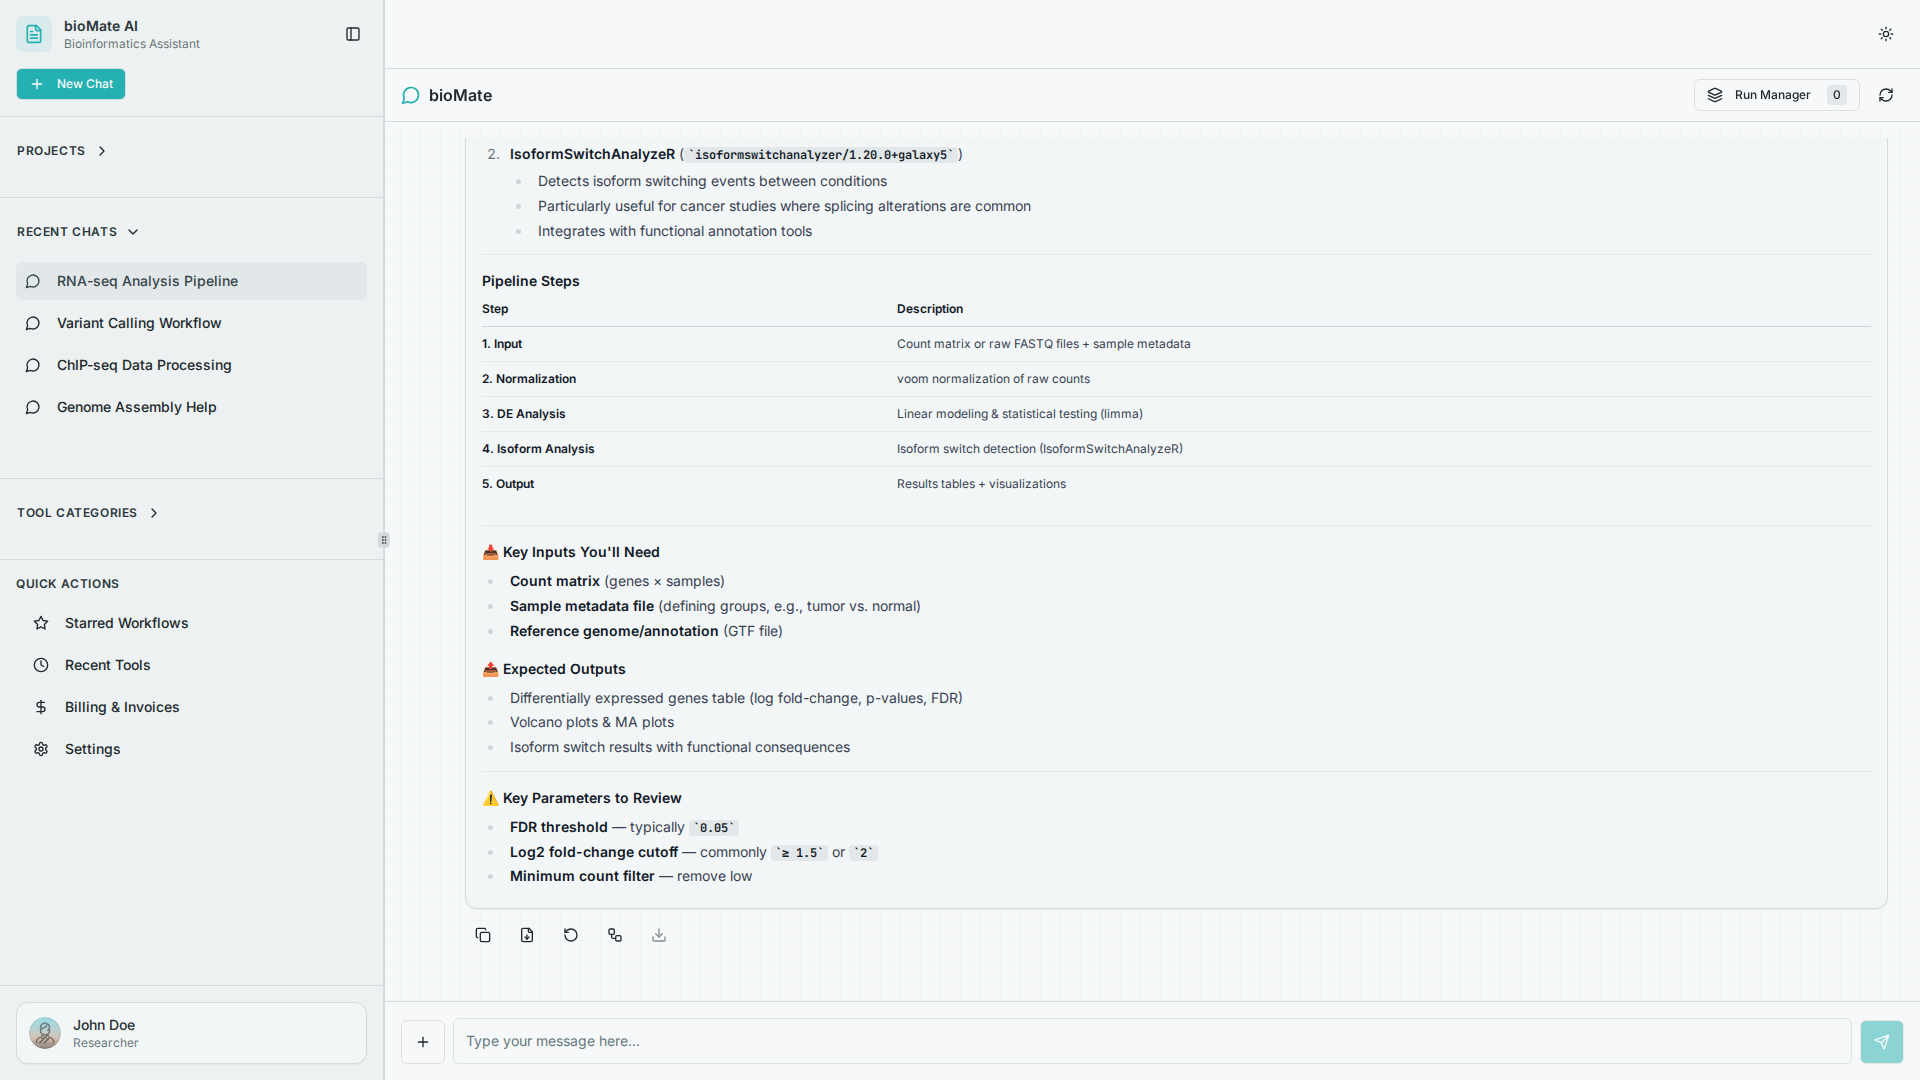 bioMate AI
Bioinformatics Assistant
New Chat
PROJECTS
RECENT CHATS
RNA-seq Analysis Pipeline
Variant Calling Workflow
ChIP-seq Data Processing
Genome Assembly Help
TOOL CATEGORIES
QUICK ACTIONS
Starred Workflows
Recent Tools
Billing & Invoices
Settings
John Doe
Researcher
bioMate
Run Manager 0
2. IsoformSwitchAnalyzeR (`isoformswitchanalyzer/1.20.0+galaxy5`)
Detects isoform switching events between conditions
Particularly useful for cancer studies where splicing alterations are common
Integrates with functional annotation tools
Pipeline Steps
Step Description
1. Input Count matrix or raw FASTQ files + sample metadata
2. Normalization voom normalization of raw counts
3. DE Analysis Linear modeling & statistical testing (limma)
4. Isoform Analysis Isoform switch detection (IsoformSwitchAnalyzeR)
5. Output Results tables + visualizations
📥 Key Inputs You'll Need
Count matrix (genes × samples)
Sample metadata file (defining groups, e.g., tumor vs. normal)
Reference genome/annotation (GTF file)
📤 Expected Outputs
Differentially expressed genes table (log fold-change, p-values, FDR)
Volcano plots & MA plots
Isoform switch results with functional consequences
⚠️ Key Parameters to Review
FDR threshold — typically `0.05`
Log2 fold-change cutoff — commonly `≥ 1.5` or `2`
Minimum count filter — remove low
Type your message here...